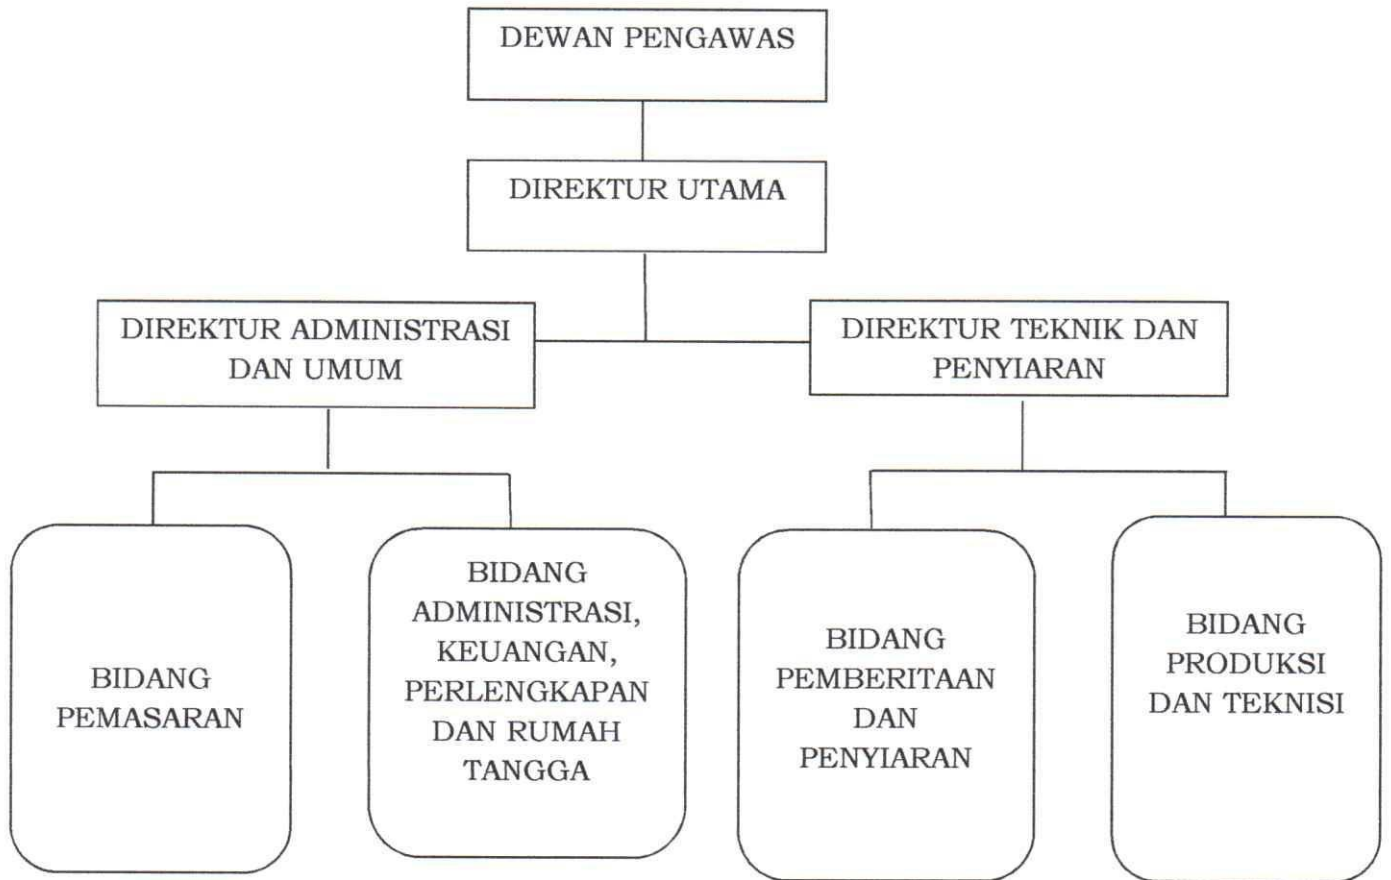 DEWAN PENGAWAS
DIREKTUR UTAMA
DIREKTUR ADMINISTRASI
DAN UMUM
DIREKTUR TEKNIK DAN
PENYIARAN
BIDANG
PEMASARAN
BIDANG
ADMINISTRASI,
KEUANGAN,
PERLENGKAPAN
DAN RUMAH
TANGGA
BIDANG
PEMBERITAAN
DAN
PENYIARAN
BIDANG
PRODUKSI
DAN TEKNISI